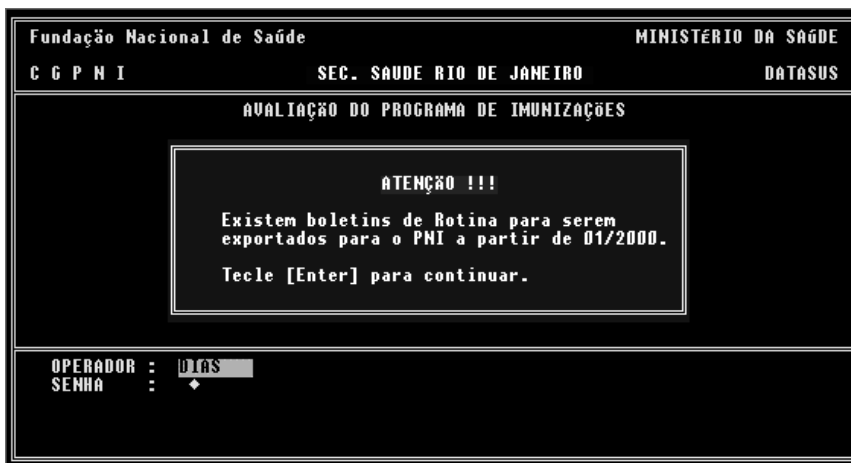 Fundação Nacional de Saúde MINISTÉRIO DA SAúDE
C G P N I SEC. SAUDE RIO DE JANEIRO DATASUS
AVALIAÇÃO DO PROGRAMA DE IMUNIZAÇõES
ATENÇÃO !!!
Existem boletins de Rotina para serem
exportados para o PNI a partir de 01/2000.
Tecle [Enter] para continuar.
OPERADOR : DIAS
SENHA :